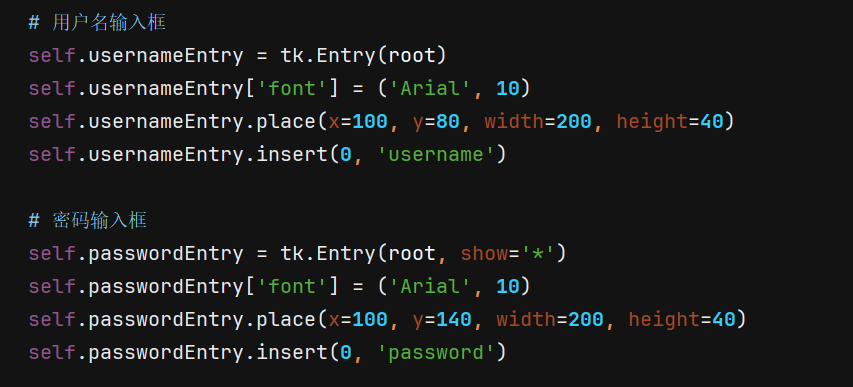 # 用户名输入框
self.usernameEntry = tk.Entry(root)
self.usernameEntry['font'] = ('Arial', 10)
self.usernameEntry.place(x=100, y=80, width=200, height=40)
self.usernameEntry.insert(0, 'username')
# 密码输入框
self.passwordEntry = tk.Entry(root, show='*')
self.passwordEntry['font'] = ('Arial', 10)
self.passwordEntry.place(x=100, y=140, width=200, height=40)
self.passwordEntry.insert(0, 'password')